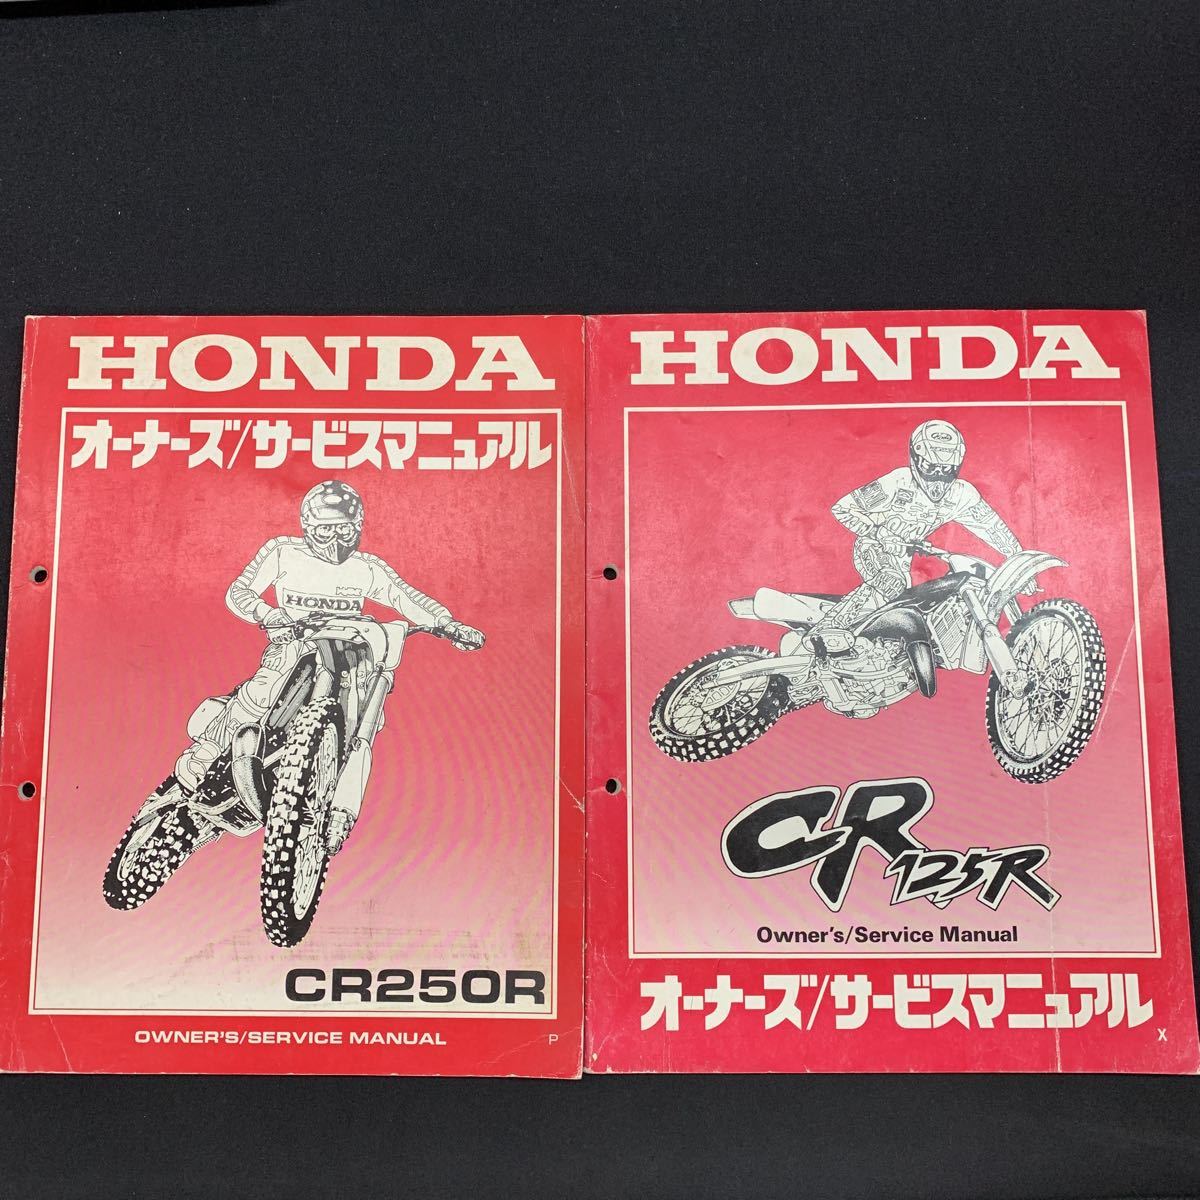 HONDA
オーナーズ/サービスマニュアル
HONDA
CR250R
OWNER'S/SERVICE MANUAL
P
HONDA
1
CR125R
Owner's/Service Manual
オーナーズ/サービスマニュアル
X